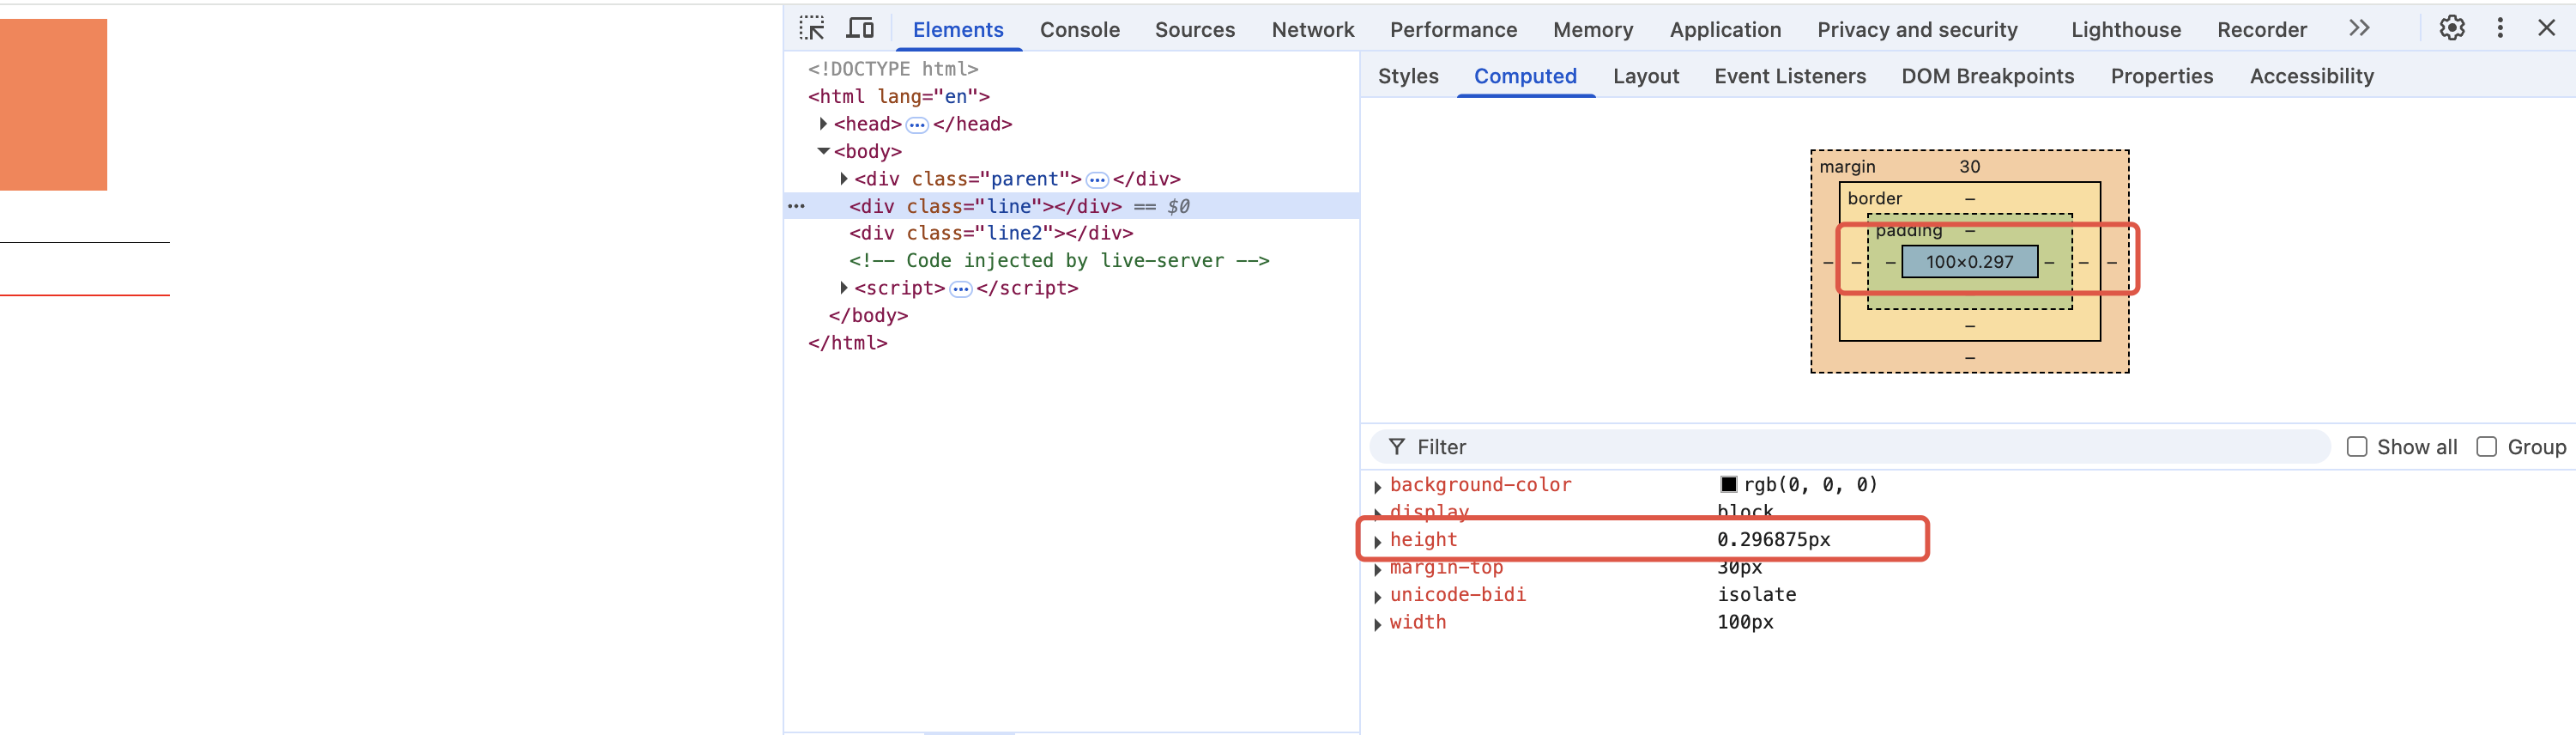 Elements Console Sources Network Performance Memory Application Privacy and security Lighthouse Recorder
<!DOCTYPE html>
<html lang="en">
<head> ••• </head>
<body>
<div class="parent"> ••• </div>
••• <div class="line"></div> == $0
<div class="line2"></div>
<!-- Code injected by live-server -->
<script> ••• </script>
</body>
</html>
Styles Computed Layout Event Listeners DOM Breakpoints Properties Accessibility
margin 30
border –
padding –
– – – 100×0.297 – – –
–
–
Filter Show all Group
background-color rgb(0, 0, 0)
display block
height 0.296875px
margin-top 30px
unicode-bidi isolate
width 100px